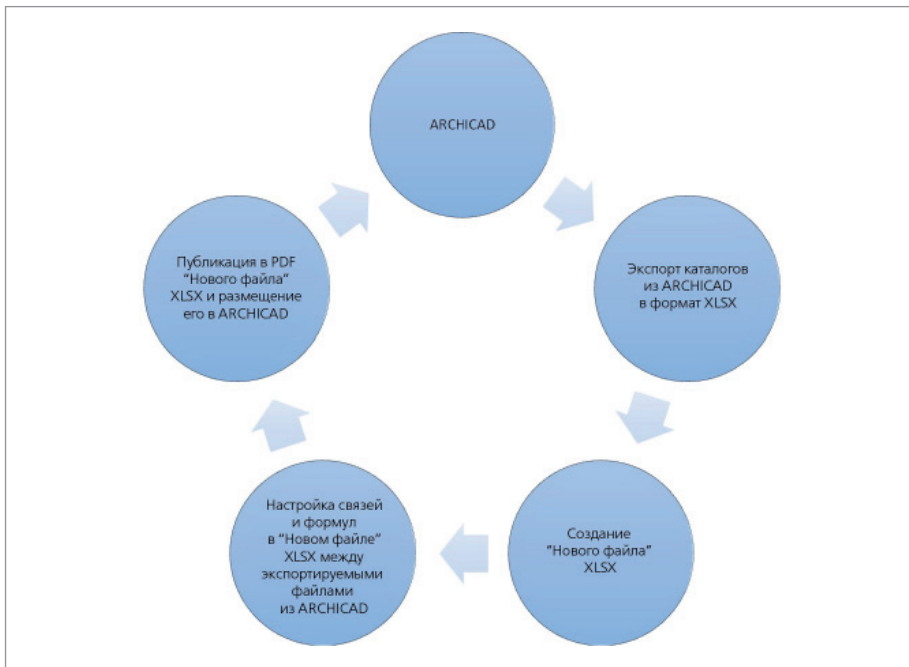 ARCHICAD
Экспорт каталогов
из ARCHICAD
в формат XLSX
Создание
“Нового файла”
XLSX
Настройка связей
и формул
в “Новом файле”
XLSX между
экспортируемыми
файлами
из ARCHICAD
Публикация в PDF
“Нового файла”
XLSX и размещение
его в ARCHICAD